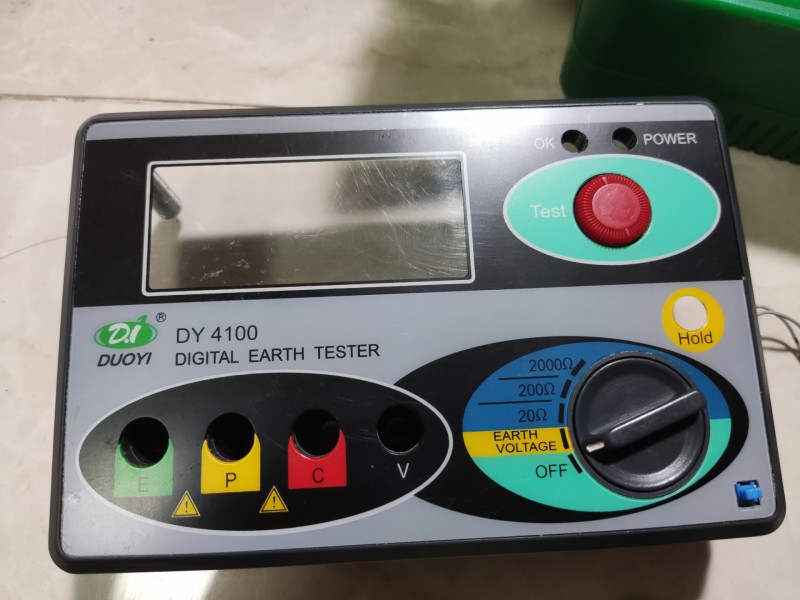 OK POWER
Test
D.I ®
DUOYI
DY 4100
DIGITAL EARTH TESTER
Hold
2000Ω
200Ω
20Ω
EARTH
VOLTAGE
OFF
E P C V